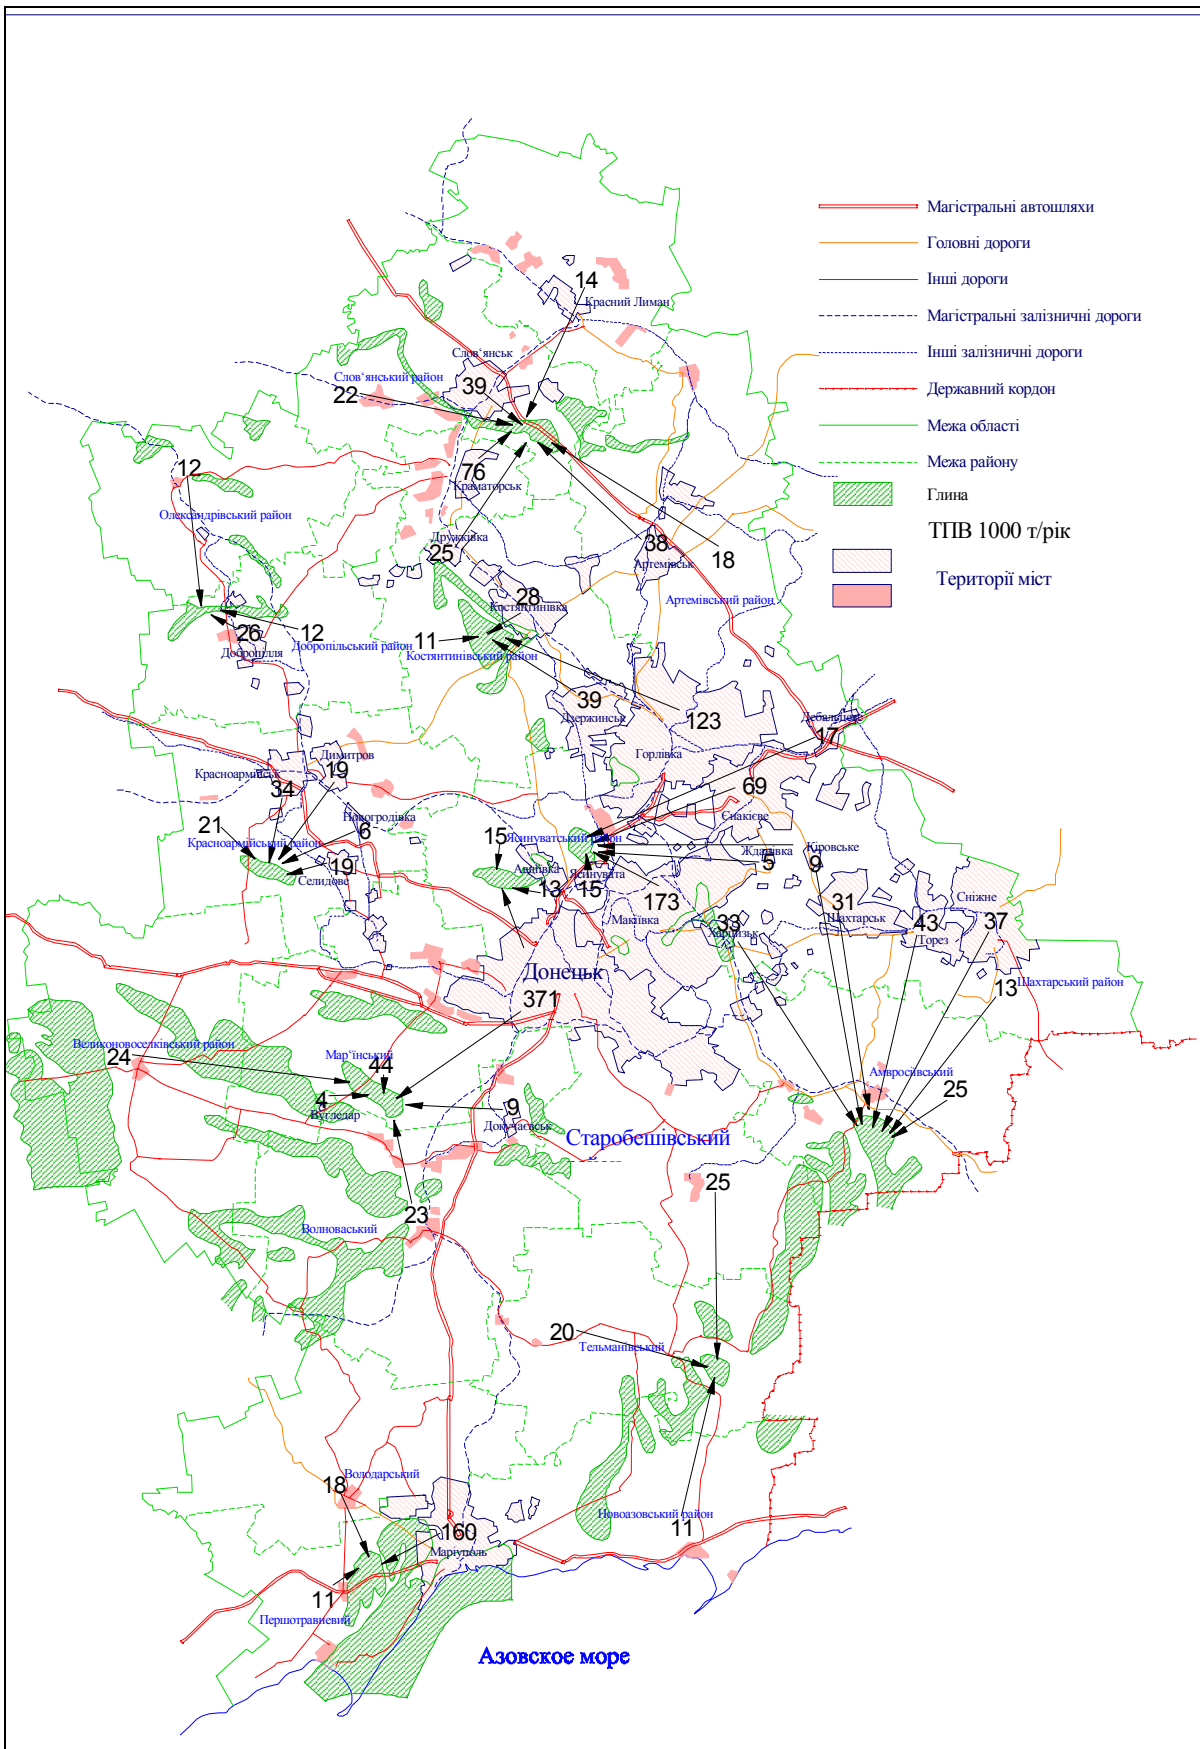 Магістральні автошляхи
Головні дороги
14
Інші дороги
Красний Лиман
Магістральні залізничні дороги
Слов'янськ
Інші залізничні дороги
Слов'янський район
39
22
Державний кордон
Межа області
Межа району
12
76
Краматорськ
Глина
Олександрівський район
ТПВ 1000 т/рік
Дружківка
25
38
18
Артемівськ
Території міст
28
Костянтинівка
Артемівський район
26
12
11
Добропілля
Добропільський район
Костянтинівський район
39
123
Дзержинськ
Дебальцеве
17
Горлівка
Димитров
19
Красноармійськ
34
69
Новогродівка
6
Єнакієве
21
Красноармійський район
15
Ясинуватський район
Ждалівка
5
Кіровське
9
19
Селидове
Авдіївка
13
Ясинувата
15
173
Макіївка
33
Харцизьк
31
Шахтарськ
43
Торез
Сніжне
37
Донецьк
371
13
Шахтарський район
Великоновоселківський район
24
Мар'їнський
44
Амвросіївський
25
4
Вугледар
9
Докучаєвськ
Старобешівський
25
23
Волноваський
20
Тельманівський
18
Володарський
Новоазовський район
11
160
Маріуполь
11
Першотравневий
Азовское море